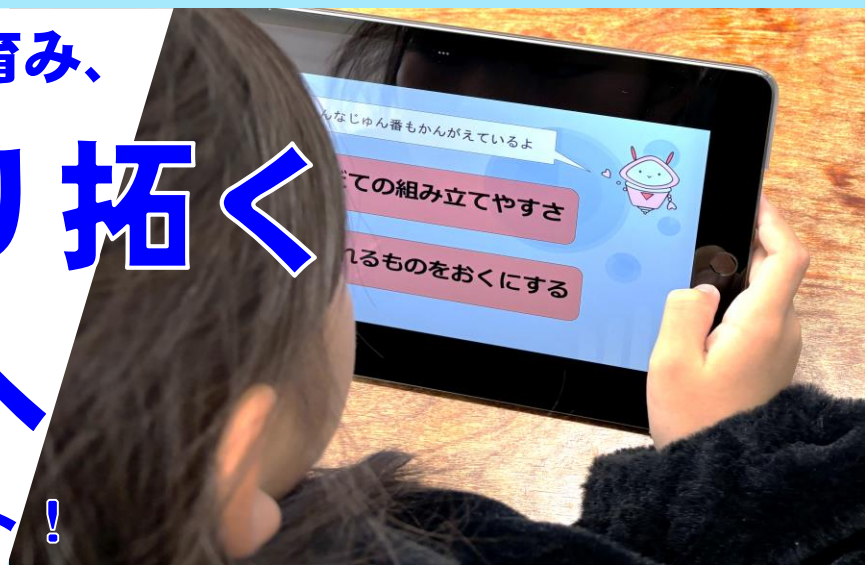 育み、
り拓く
！
んなじゅん番もかんがえているよ
ての組み立てやすさ
れるものをおくにする